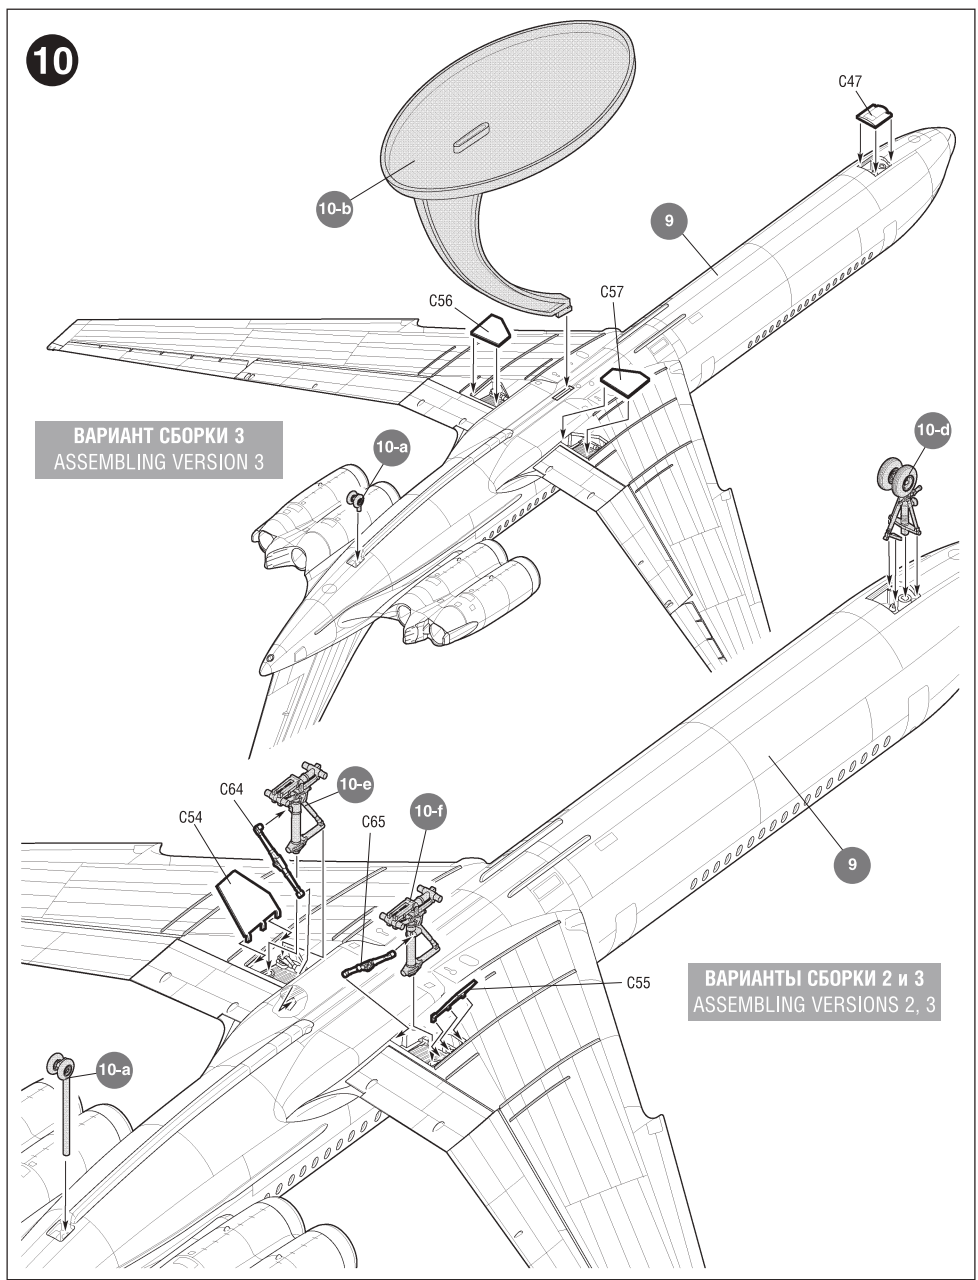 10
C47
10-b
9
C56
C57
ВАРИАНТ СБОРКИ 3
ASSEMBLING VERSION 3
10-a
10-d
C64
10-e
C54
C65
10-f
9
C55
ВАРИАНТЫ СБОРКИ 2 и 3
ASSEMBLING VERSIONS 2, 3
10-a